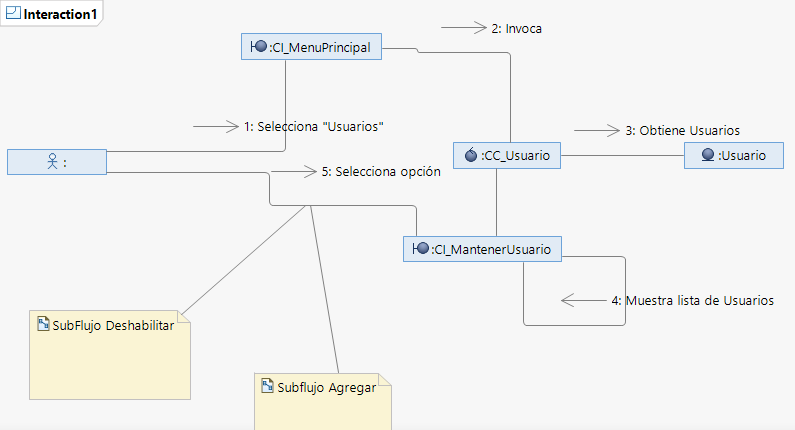 Interaction1
2: Invoca
:CI_MenuPrincipal
1: Selecciona "Usuarios"
3: Obtiene Usuarios
:
:CC_Usuario
:Usuario
5: Selecciona opción
:CI_MantenerUsuario
4: Muestra lista de Usuarios
SubFlujo Deshabilitar
Subflujo Agregar